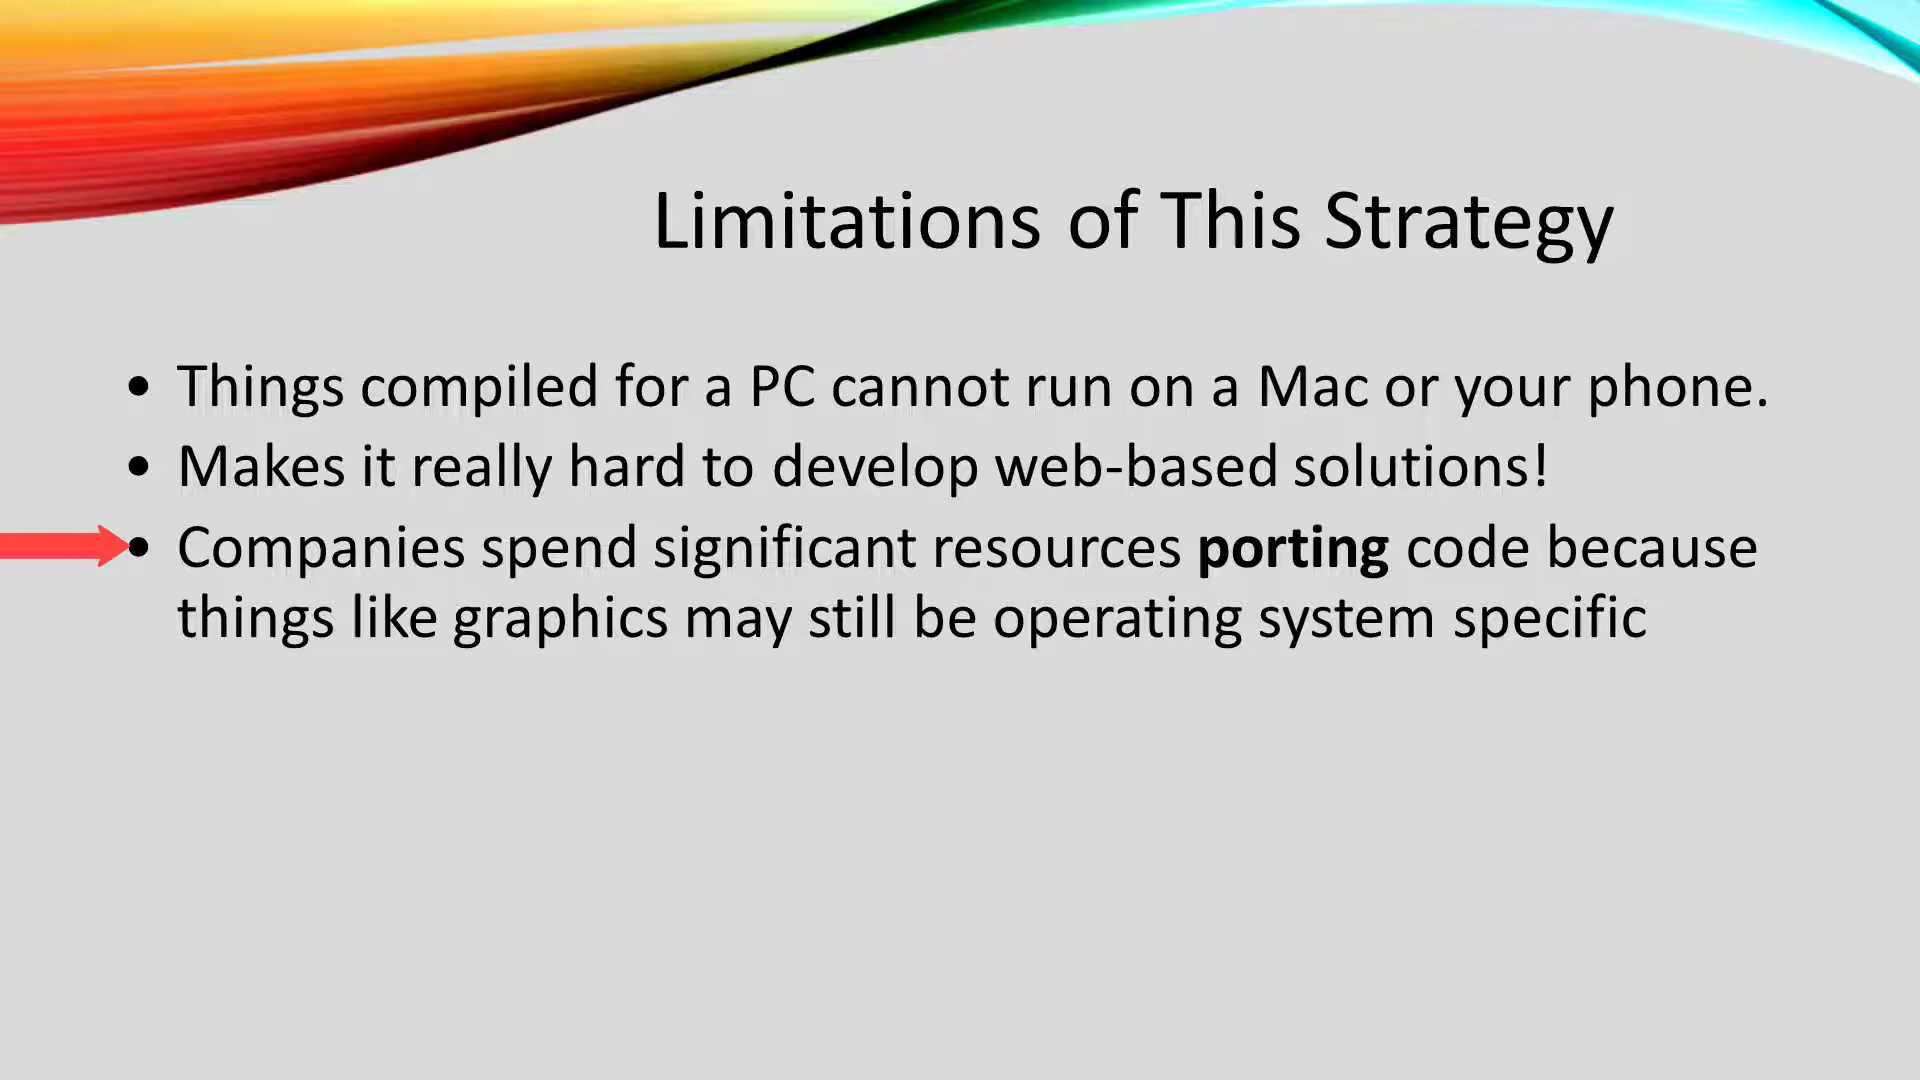 Limitations of This Strategy
• Things compiled for a PC cannot run on a Mac or your phone.
• Makes it really hard to develop web-based solutions!
• Companies spend significant resources porting code because
things like graphics may still be operating system specific